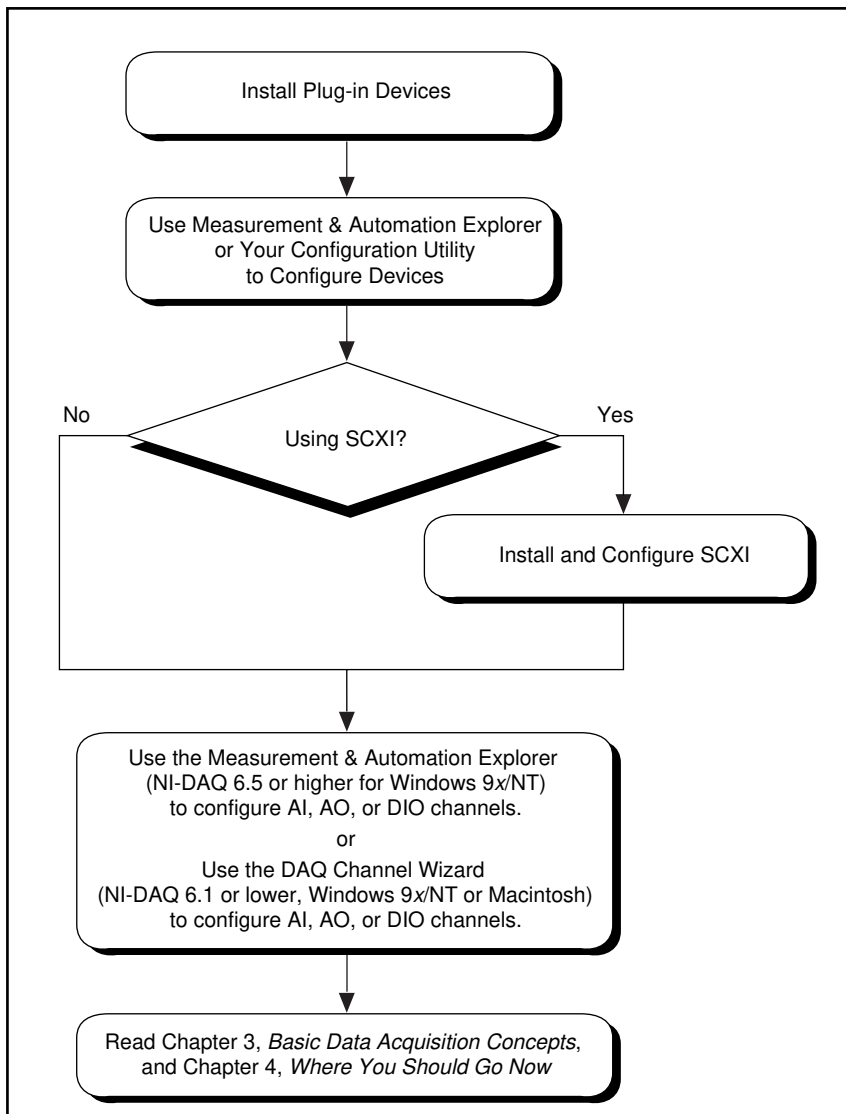 Install Plug-in Devices
Use Measurement & Automation Explorer
or Your Configuration Utility
to Configure Devices
No
Yes
Using SCXI?
Install and Configure SCXI
Use the Measurement & Automation Explorer
(NI-DAQ 6.5 or higher for Windows 9x/NT)
to configure AI, AO, or DIO channels.
or
Use the DAQ Channel Wizard
(NI-DAQ 6.1 or lower, Windows 9x/NT or Macintosh)
to configure AI, AO, or DIO channels.
Read Chapter 3, Basic Data Acquisition Concepts,
and Chapter 4, Where You Should Go Now